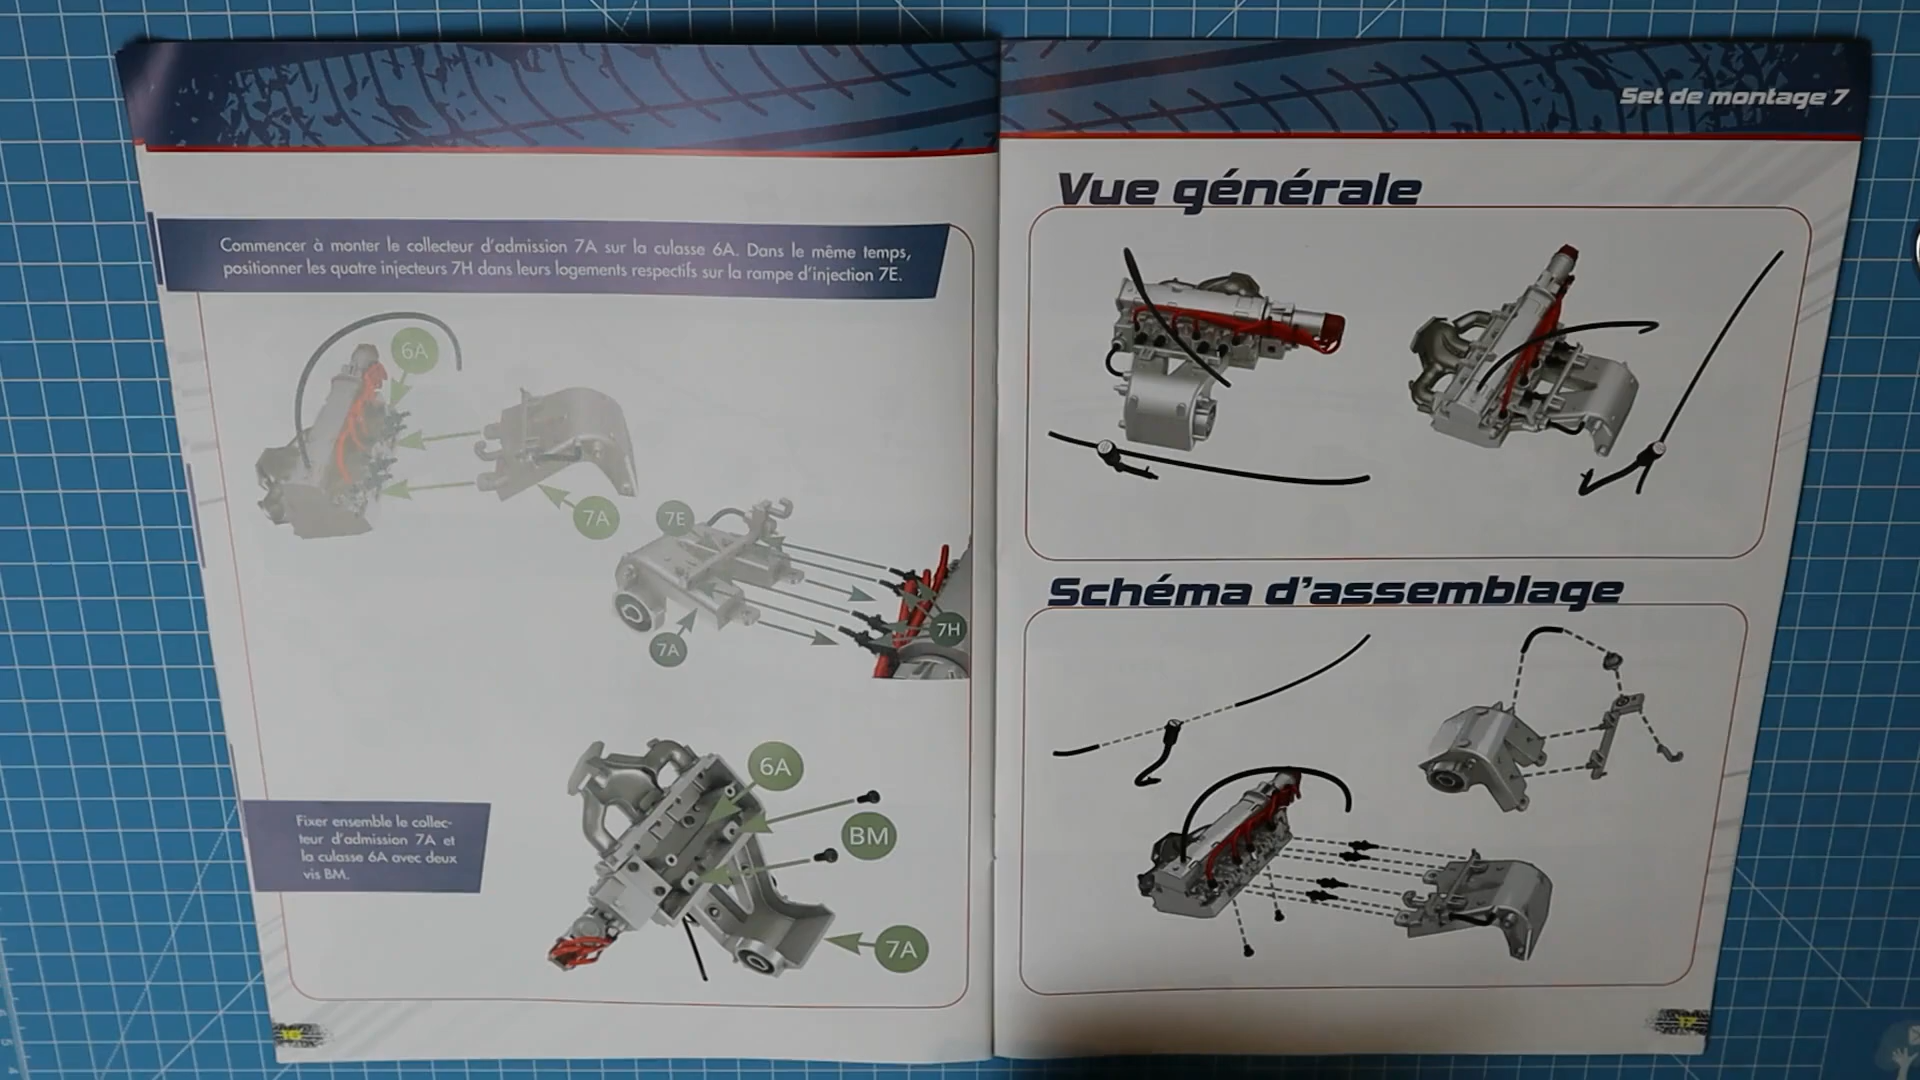 Commencer à monter le collecteur d'admission 7A sur la culasse 6A. Dans le même temps,
positionner les quatre injecteurs 7H dans leurs logements respectifs sur la rampe d'injection 7E.
6A
7A
7E
7H
7A
6A
BM
7A
Fixer ensemble le collec-
teur d'admission 7A et
la culasse 6A avec deux
vis BM.
16
Set de montage 7
Vue générale
Schéma d'assemblage
17